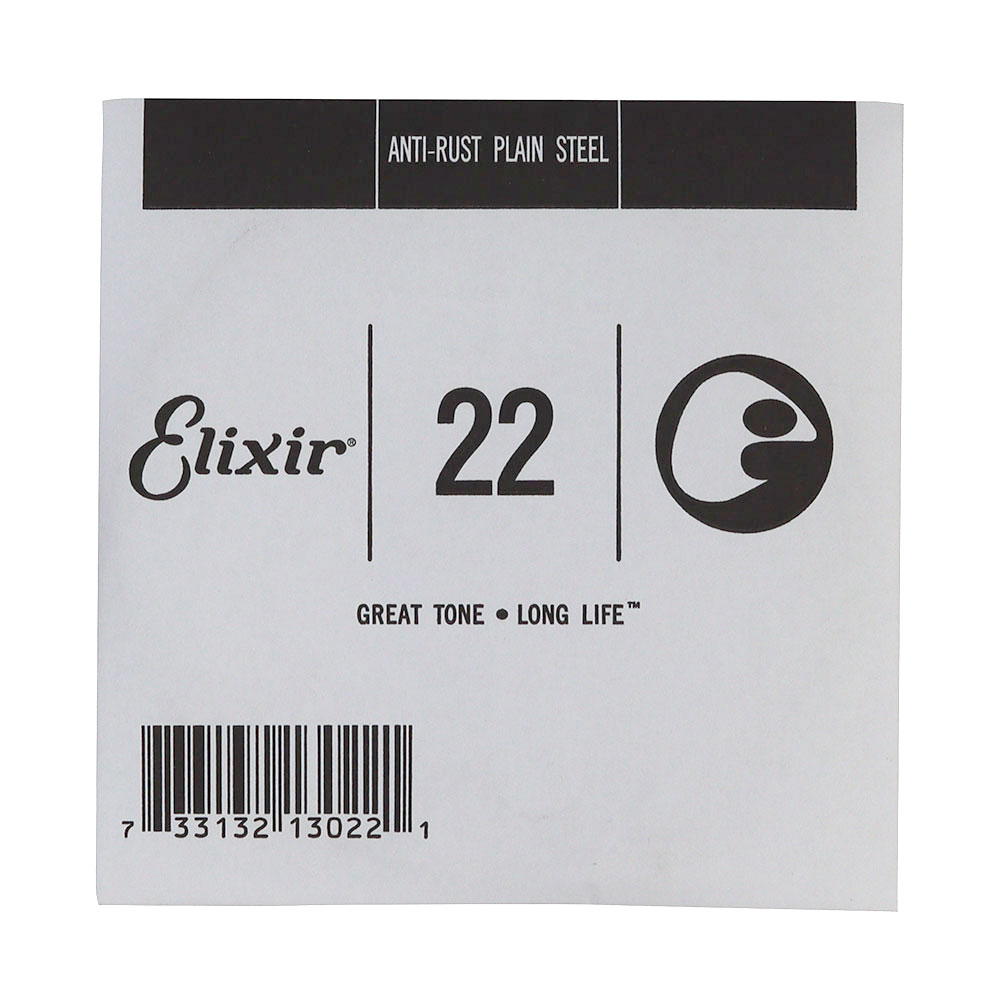 ANTI-RUST PLAIN STEEL
Elixir®
22
GREAT TONE • LONG LIFE™
7 33132 13022 1